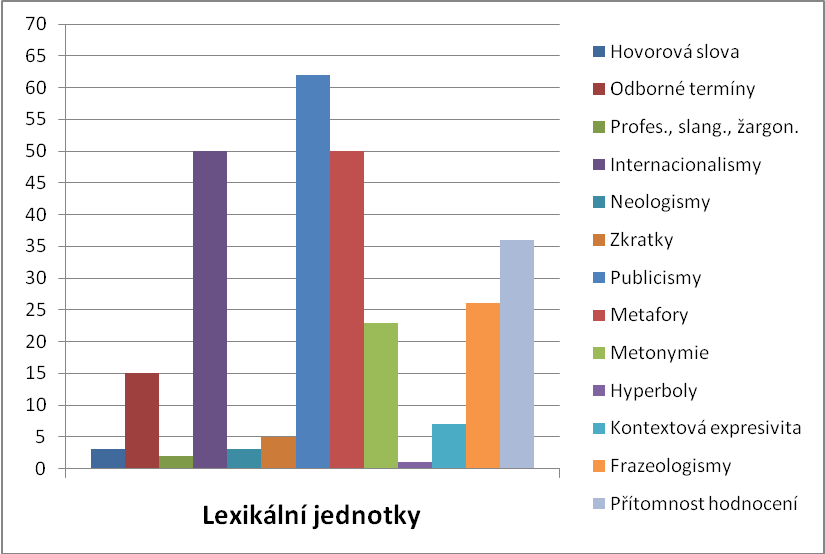 70
65
60
55
50
45
40
35
30
25
20
15
10
5
0
Lexikální jednotky
Hovorová slova
Odborné termíny
Profes., slang., žargon.
Internacionalismy
Neologismy
Zkratky
Publicismy
Metafory
Metonymie
Hyperboly
Kontextová expresivita
Frazeologismy
Přítomnost hodnocení